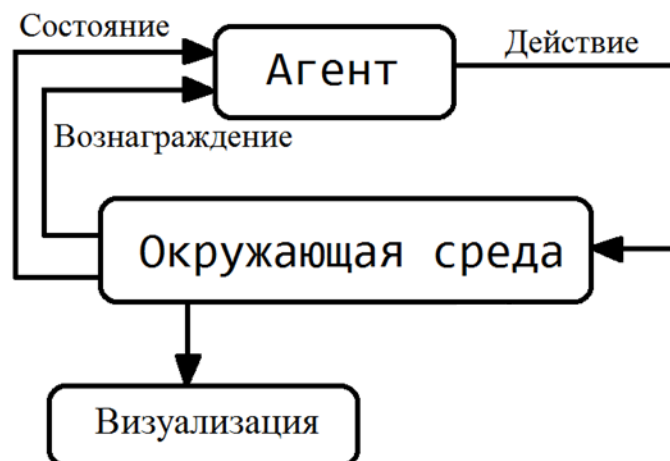 Состояние
Агент
Действие
Вознаграждение
Окружающая среда
Визуализация